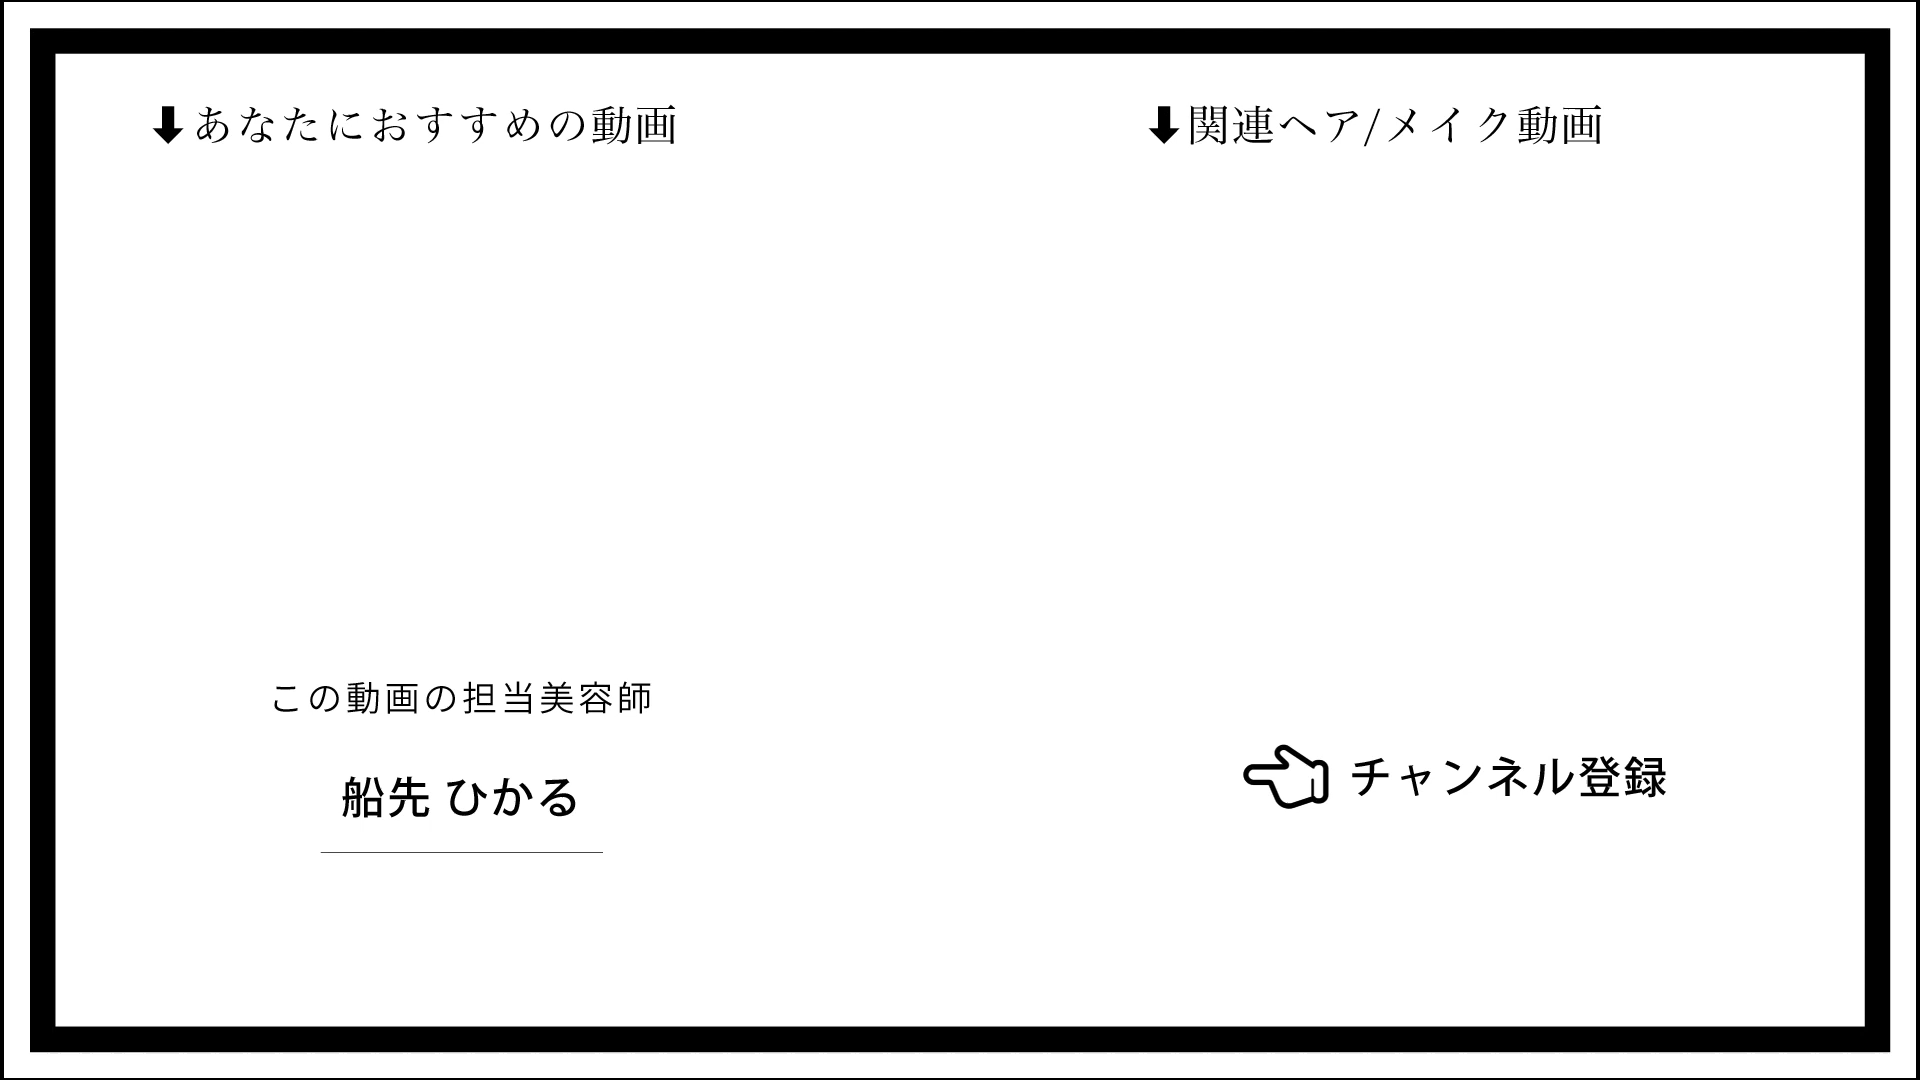 ⬇あなたにおすすめの動画
⬇関連ヘア/メイク動画
この動画の担当美容師
船先 ひかる
チャンネル登録